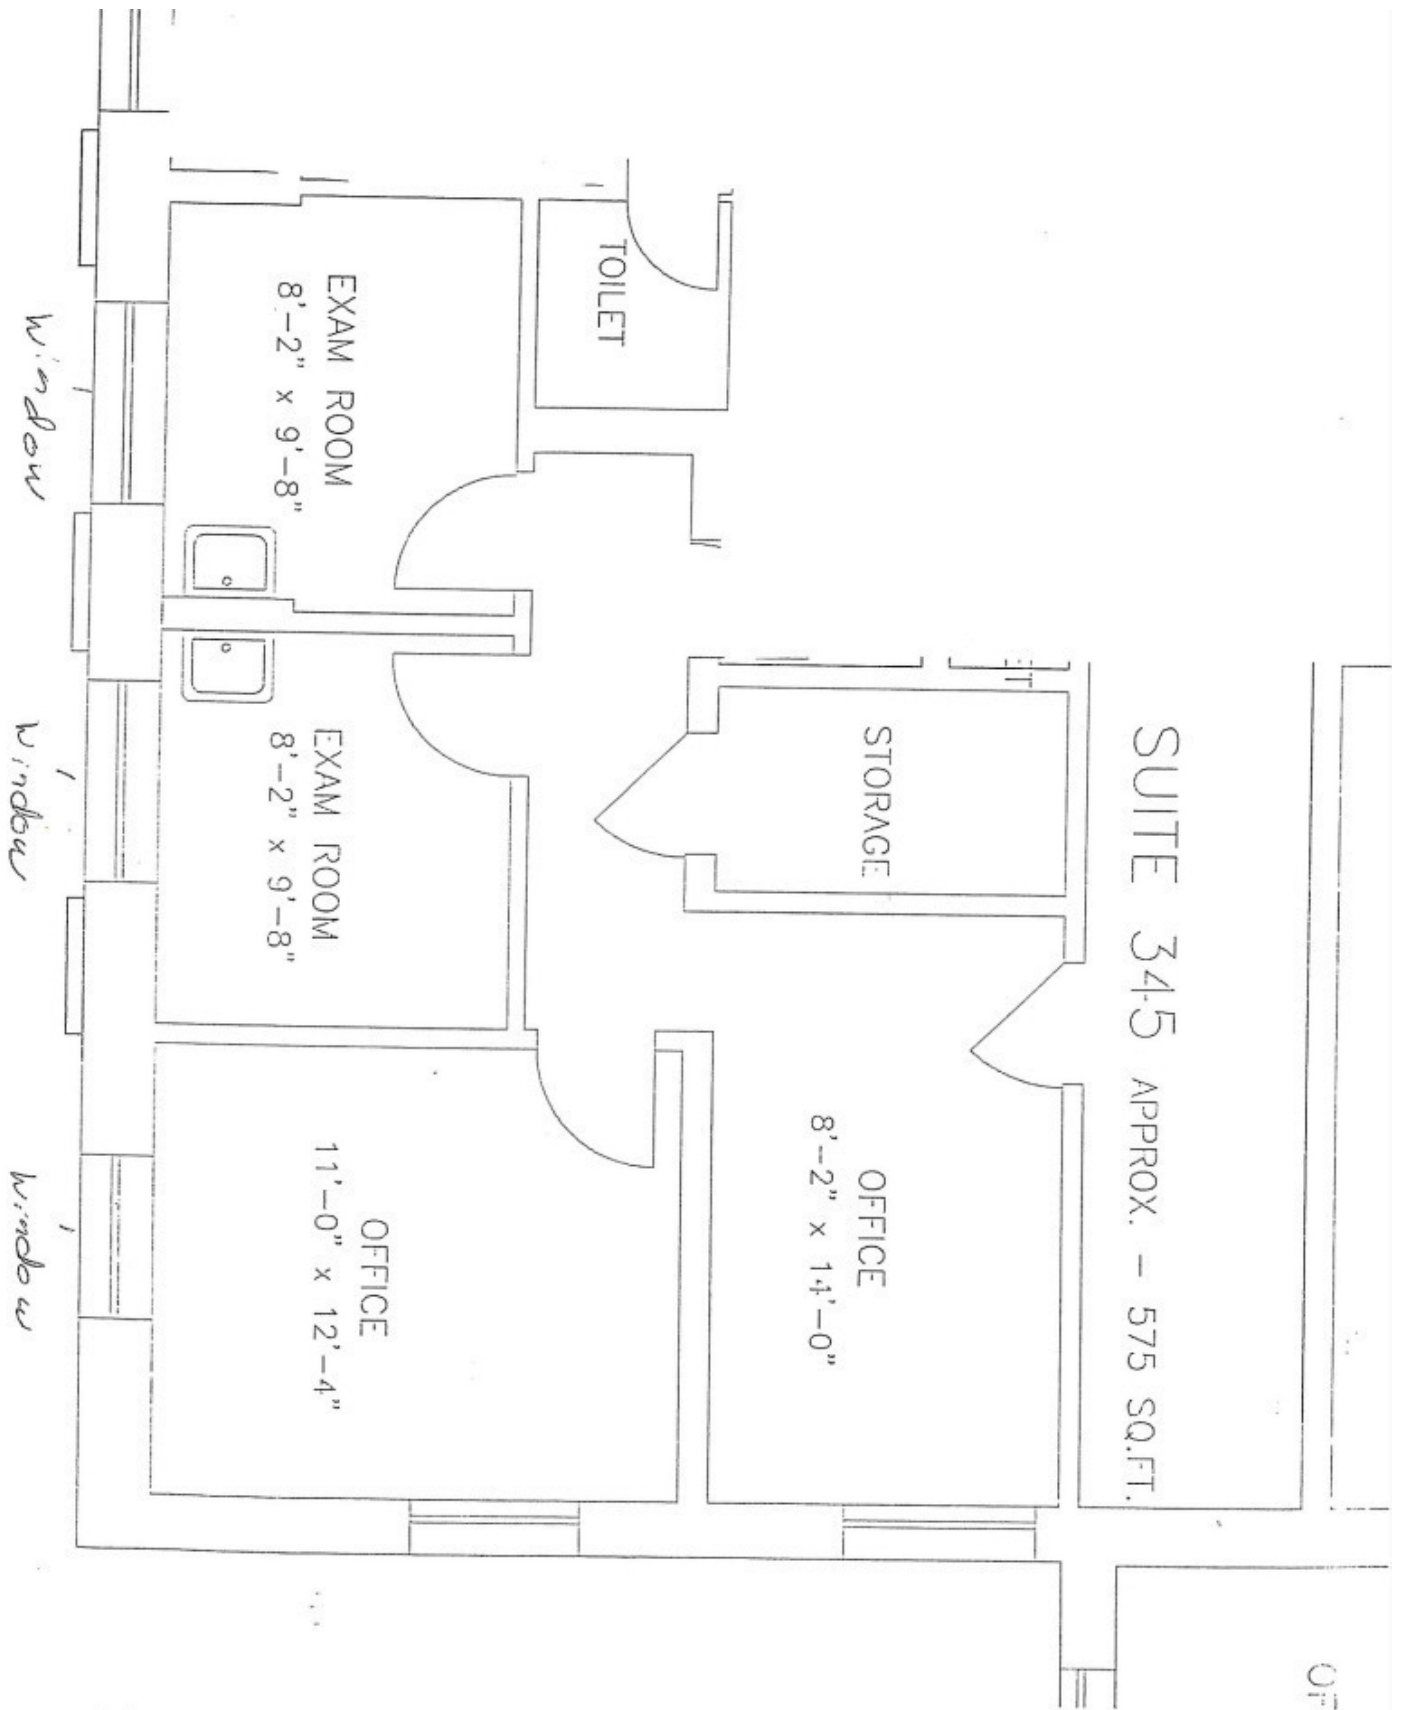 SUITE 345 APPROX. - 575 SQ.FT.
STORAGE
OFFICE
8'-2" x 14'-0"
TOILET
EXAM ROOM
8'-2" x 9'-8"
EXAM ROOM
8'-2" x 9'-8"
OFFICE
11'-0" x 12'-4"
Window
Window
Window